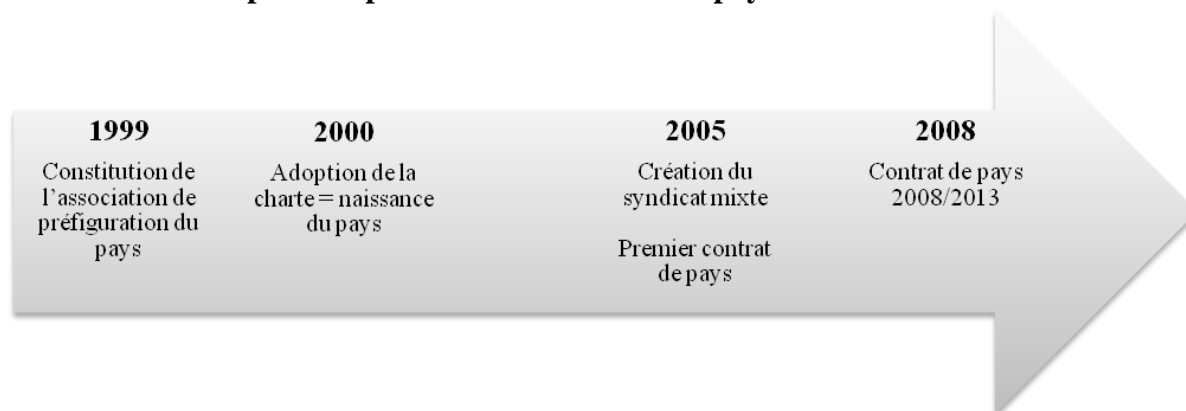 1999
Constitution de
l'association de
préfiguration du
pays
2000
Adoption de la
charte = naissance
du pays
2005
Création du
syndicat mixte
Premier contrat
de pays
2008
Contrat de pays
2008/2013